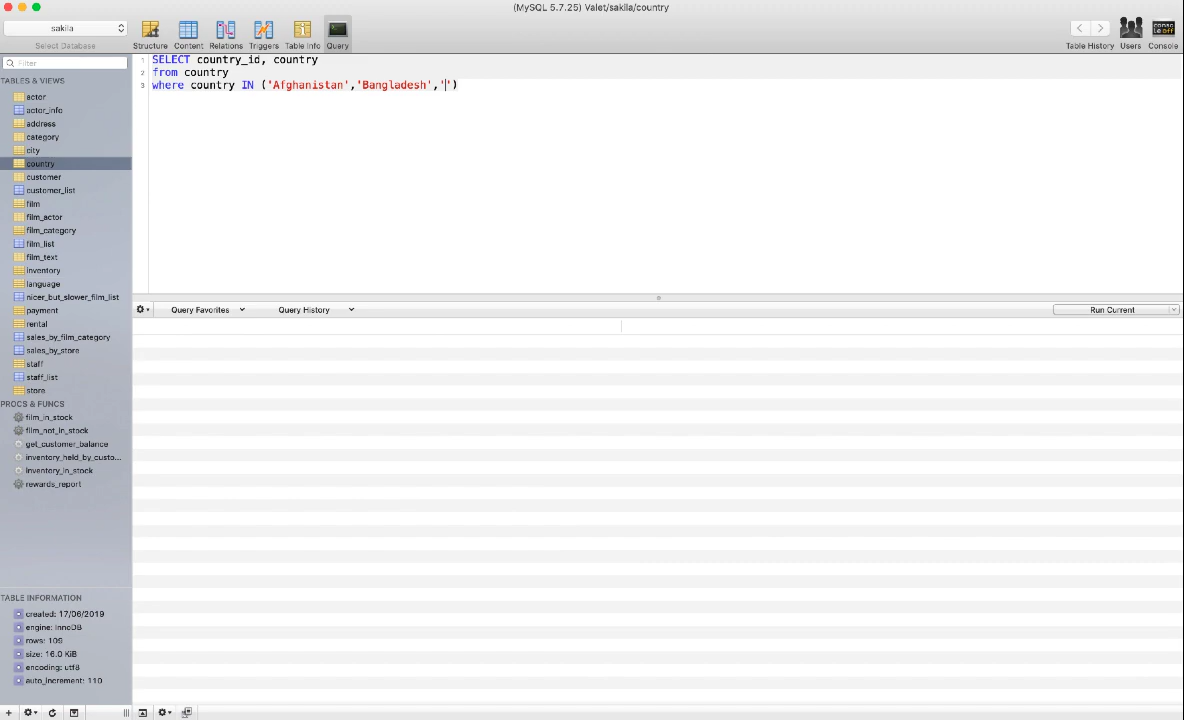 (MySQL 5.7.25) Valet/sakila/country
sakila
Select Database
Structure
Content
Relations
Triggers
Table Info
Query
Table History
Users
conso
le off
Console
Filter
TABLES & VIEWS
actor
actor_info
address
category
city
country
customer
customer_list
film
film_actor
film_category
film_list
film_text
inventory
language
nicer_but_slower_film_list
payment
rental
sales_by_film_category
sales_by_store
staff
staff_list
store
PROCS & FUNCS
film_in_stock
film_not_in_stock
get_customer_balance
inventory_held_by_custo...
inventory_in_stock
rewards_report
TABLE INFORMATION
created: 17/06/2019
engine: InnoDB
rows: 109
size: 16.0 KiB
encoding: utf8
auto_increment: 110
1 SELECT country_id, country
2 from country
3 where country IN ('Afghanistan','Bangladesh','')
Query Favorites
Query History
Run Current